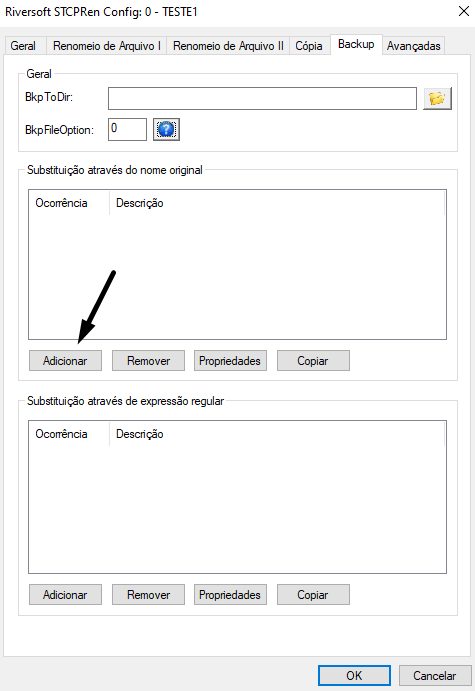 Riversoft STCPRen Config: 0 - TESTE1
Geral Renomeio de Arquivo I Renomeio de Arquivo II Cópia Backup Avançadas
Geral
BkpToDir:
BkpFileOption: 0
Substituição através do nome original
Ocorrência Descrição
Adicionar Remover Propriedades Copiar
Substituição através de expressão regular
Ocorrência Descrição
Adicionar Remover Propriedades Copiar
OK Cancelar